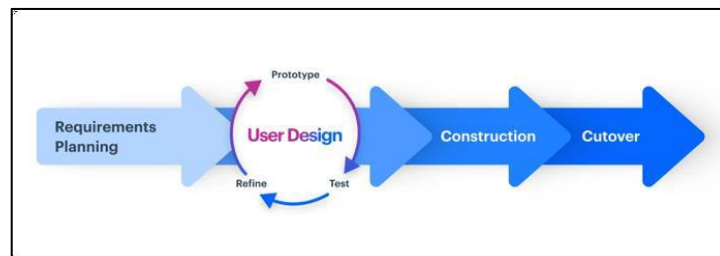 Prototype
Requirements
Planning
User Design
Construction
Cutover
Refine
Test